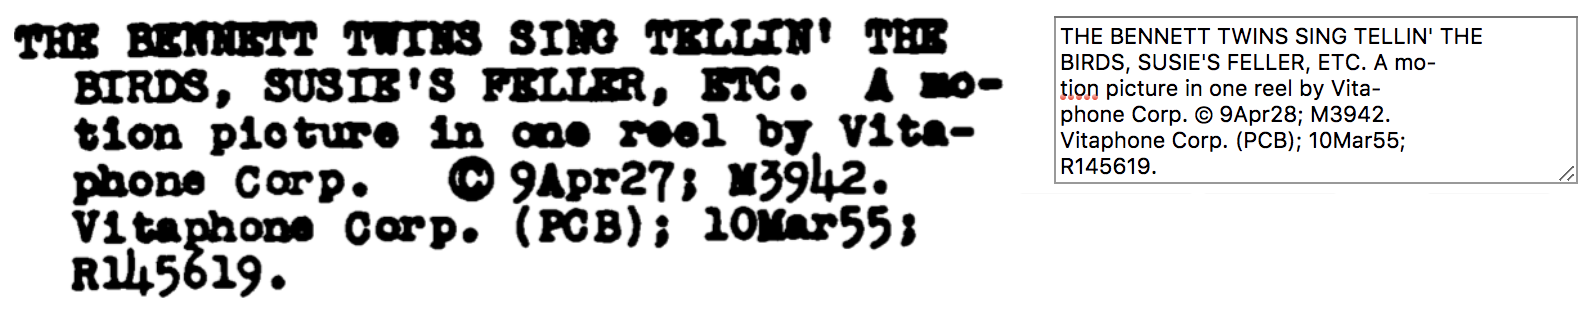 THE BENNETT TWINS SING TELLIN' THE
BIRDS, SUSIE'S FELLER, ETC. A mo-
tion picture in one reel by Vita-
phone Corp. © 9Apr27; M3942.
Vitaphone Corp. (PCB); 10Mar55;
R145619.
THE BENNETT TWINS SING TELLIN' THE
BIRDS, SUSIE'S FELLER, ETC. A mo-
tion picture in one reel by Vita-
phone Corp. © 9Apr28; M3942.
Vitaphone Corp. (PCB); 10Mar55;
R145619.